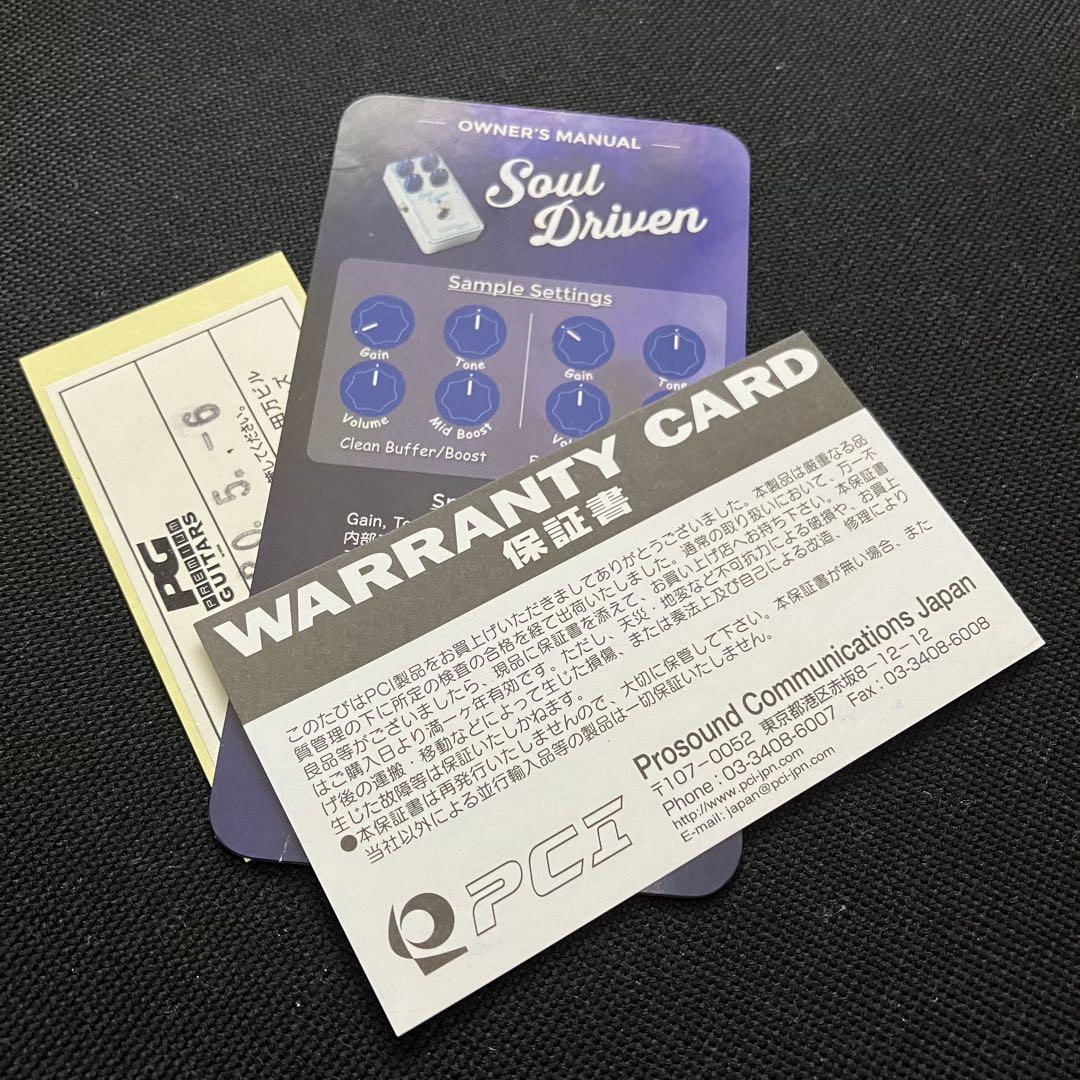 OWNER'S MANUAL
Soul
Driven
Sample Settings
Gain
Tone
Gain
Tone
Volume
Mid Boost
Clean Buffer/Boost
Gain,
内部
PG
PREMIER
GUITARS
5.-6
てください。
田万ビル
WARRANTY CARD
保証書
このたびはPCI製品をお買上げいただきましてありがとうございました。本製品は厳重なる品
質管理の下に所定の検査の合格を経て出荷いたしました。通常の取り扱いにおいて、万一不
良品等がございましたら、現品に保証書を添えて、お買い上げ店へお持ち下さい。本保証書
はご購入日より満一ヶ年有効です。ただし、天災・地変など不可抗力による破損や、お買上
げ後の運搬・移動などによって生じた損傷、または奏法上及び自己による改造、修理により
生じた故障等は保証いたしかねます。
●本保証書は再発行いたしませんので、大切に保管して下さい。本保証書が無い場合、また
当社以外による並行輸入品等の製品は一切保証いたしません。
PCI
Prosound Communications Japan
〒107-0052 東京都港区赤坂8-12-12
Phone : 03-3408-6007 Fax : 03-3408-6008
http://www.pci-jpn.com
E-mail: japan@pci-jpn.com